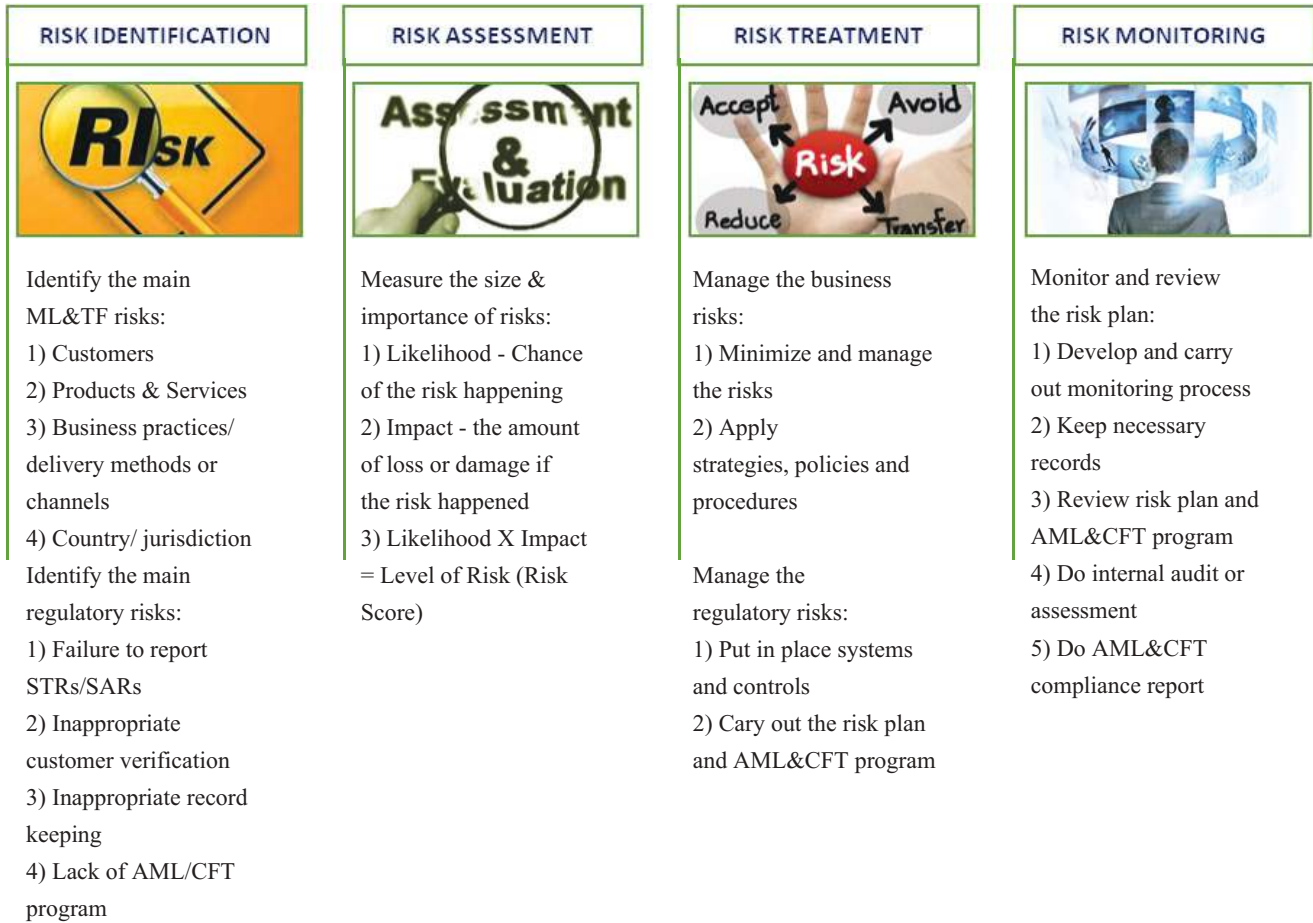 RISK IDENTIFICATION
RIsk
Identify the main
ML&TF risks:
1) Customers
2) Products & Services
3) Business practices/
delivery methods or
channels
4) Country/ jurisdiction
Identify the main
regulatory risks:
1) Failure to report
STRs/SARs
2) Inappropriate
customer verification
3) Inappropriate record
keeping
4) Lack of AML/CFT
program
RISK ASSESSMENT
Assessment
&
Evaluation
Measure the size &
importance of risks:
1) Likelihood - Chance
of the risk happening
2) Impact - the amount
of loss or damage if
the risk happened
3) Likelihood X Impact
= Level of Risk (Risk
Score)
RISK TREATMENT
Accept
Avoid
Risk
Reduce
Transfer
Manage the business
risks:
1) Minimize and manage
the risks
2) Apply
strategies, policies and
procedures
Manage the
regulatory risks:
1) Put in place systems
and controls
2) Cary out the risk plan
and AML&CFT program
RISK MONITORING
Monitor and review
the risk plan:
1) Develop and carry
out monitoring process
2) Keep necessary
records
3) Review risk plan and
AML&CFT program
4) Do internal audit or
assessment
5) Do AML&CFT
compliance report